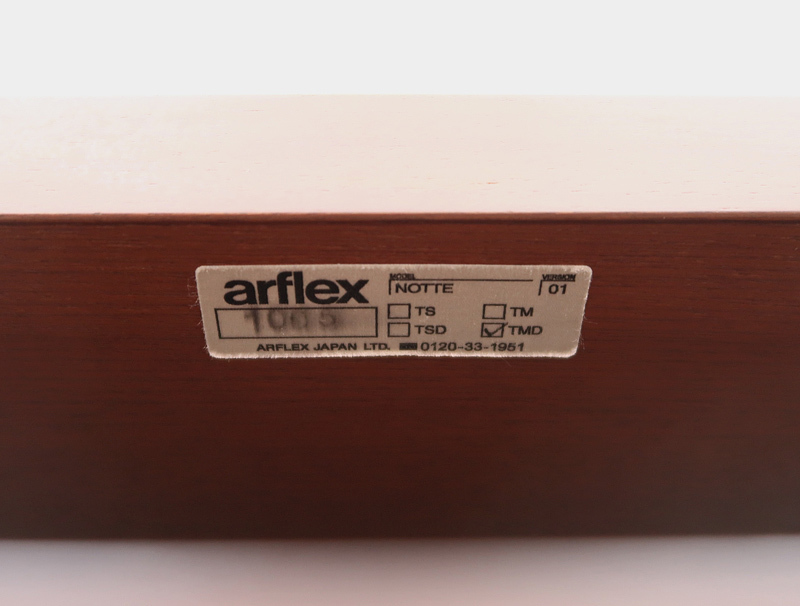 arflex
MODEL
NOTTE
VERSION
01
1005
TS
TM
TSD
TMD
ARFLEX JAPAN LTD. 0120-33-1951